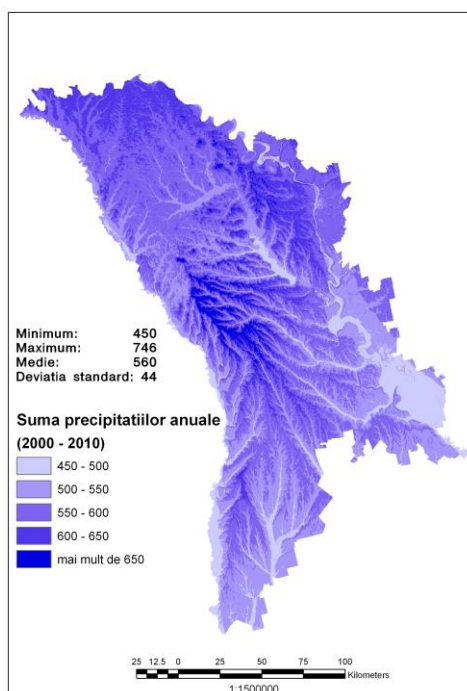 Minimum: 450
Maximum: 746
Medie: 560
Deviatia standard: 44
Suma precipitatiilor anuale
(2000 - 2010)
450 - 500
500 - 550
550 - 600
600 - 650
mai mult de 650
25 12.5 0 25 50 75 100
Kilometers
1:1500000